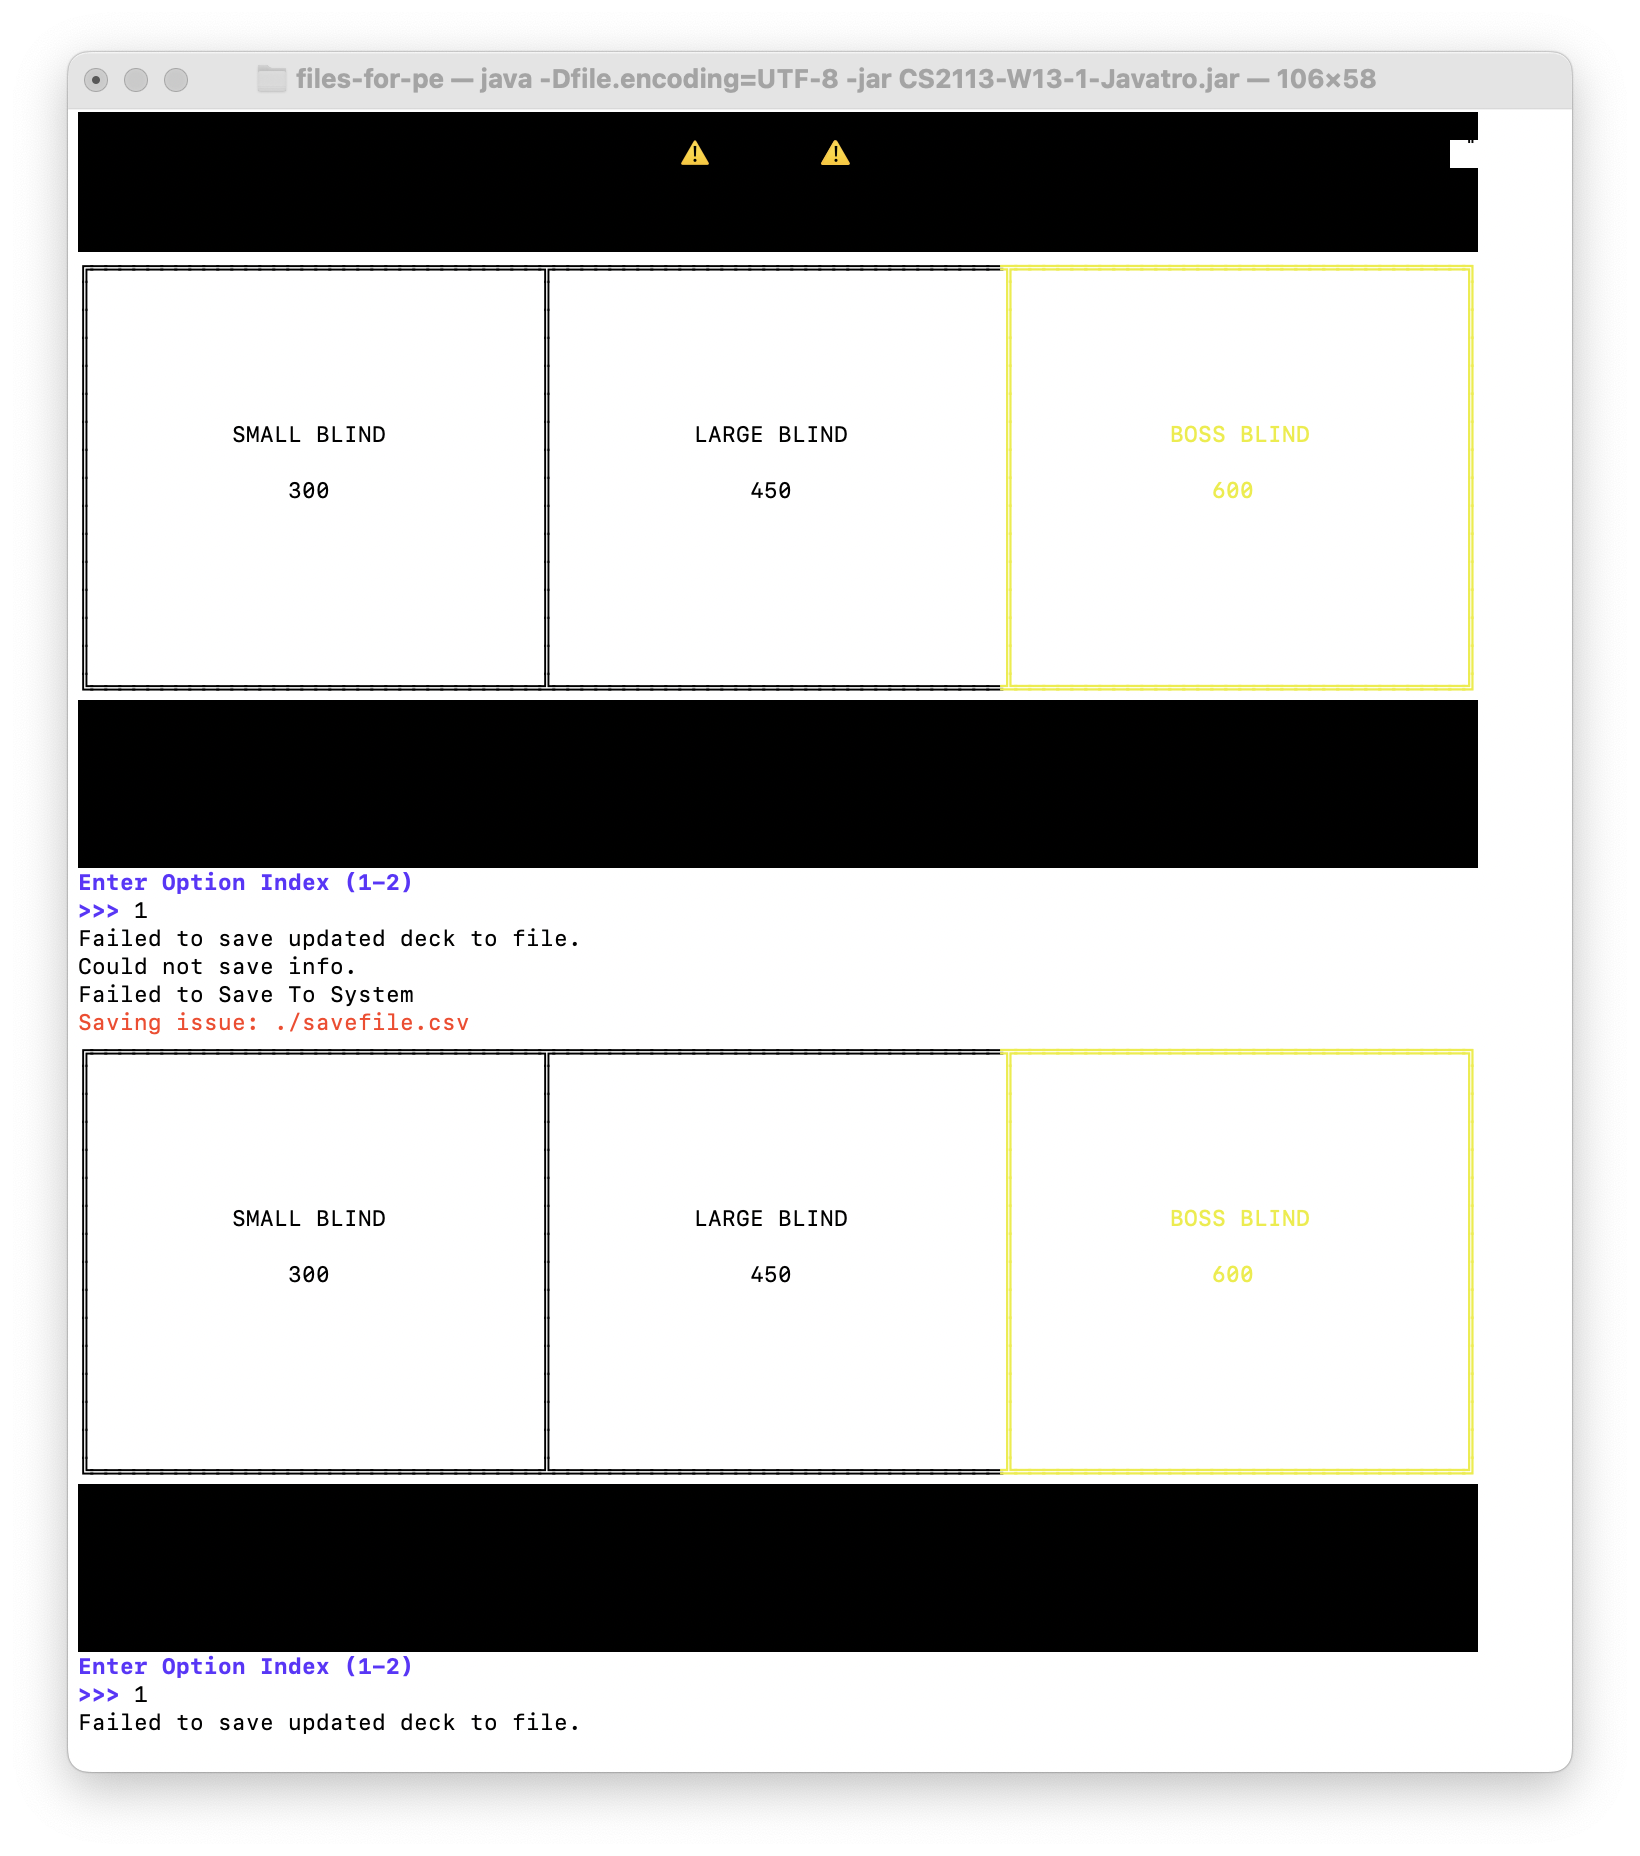 files-for-pe — java -Dfile.encoding=UTF-8 -jar CS2113-W13-1-Javatro.jar — 106×58
SMALL BLIND
LARGE BLIND
BOSS BLIND
300
450
600
Enter Option Index (1-2)
>>> 1
Failed to save updated deck to file.
Could not save info.
Failed to Save To System
Saving issue: ./savefile.csv
SMALL BLIND
LARGE BLIND
BOSS BLIND
300
450
600
Enter Option Index (1-2)
>>> 1
Failed to save updated deck to file.